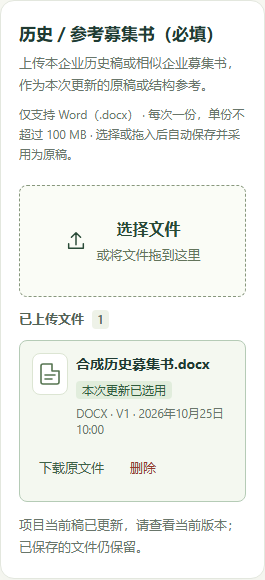 历史 / 参考募集书（必填）
上传本企业历史稿或相似企业募集书，
作为本次更新的原稿或结构参考。
仅支持 Word（.docx）· 每次一份，单份不
超过 100 MB · 选择或拖入后自动保存并采
用为原稿。
选择文件
或将文件拖到这里
已上传文件 1
合成历史募集书.docx
本次更新已选用
DOCX · V1 · 2026年10月25日
10:00
下载原文件 删除
项目当前稿已更新，请查看当前版本；
已保存的文件仍保留。